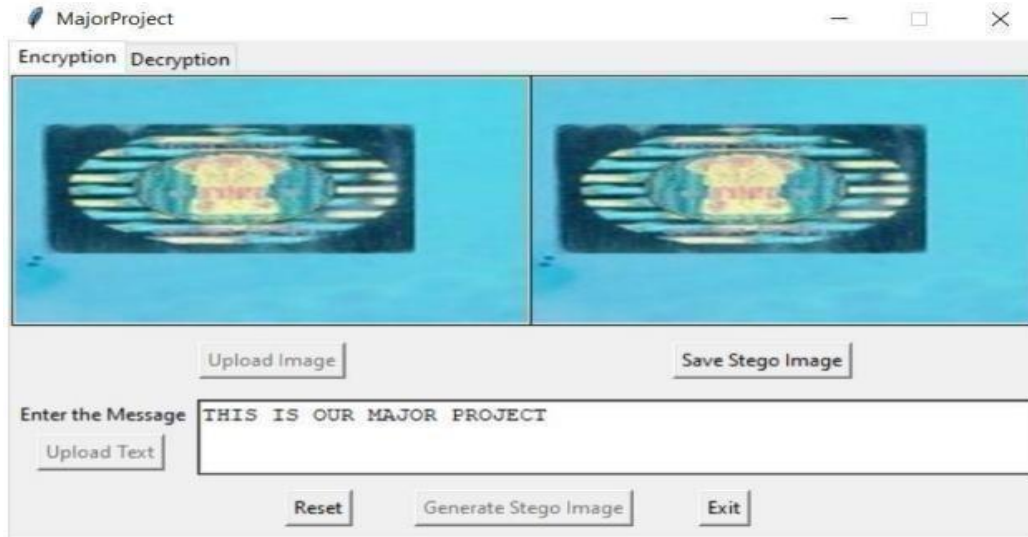 MajorProject
Encryption Decryption
Upload Image Save Stego Image
Enter the Message THIS IS OUR MAJOR PROJECT
Upload Text
Reset Generate Stego Image Exit